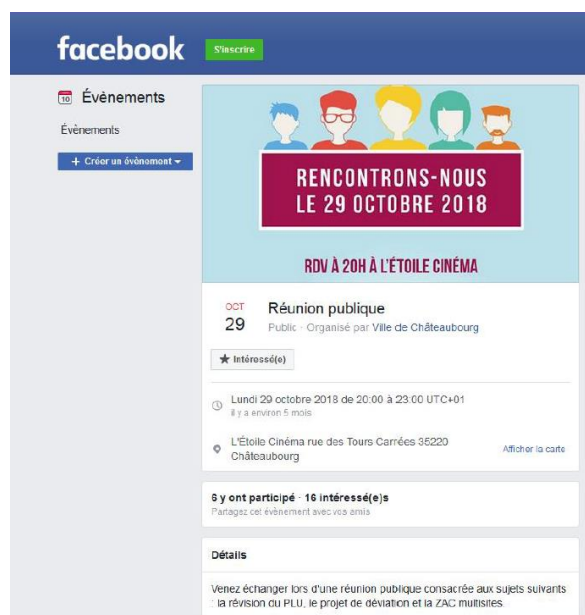 facebook
S'inscrire
10 Évènements
Évènements
+ Créer un évènement
RENCONTRONS-NOUS
LE 29 OCTOBRE 2018
RDV À 20H À L'ÉTOILE CINÉMA
OCT
29
Réunion publique
Public · Organisé par Ville de Châteaubourg
★ Intéressé(e)
Lundi 29 octobre 2018 de 20:00 à 23:00 UTC+01
il y a environ 5 mois
L'Étoile Cinéma rue des Tours Carrées 35220
Châteaubourg
Afficher la carte
6 y ont participé · 16 intéressé(e)s
Partagez cet évènement avec vos amis
Détails
Venez échanger lors d'une réunion publique consacrée aux sujets suivants
: la révision du PLU, le projet de déviation et la ZAC multisites.